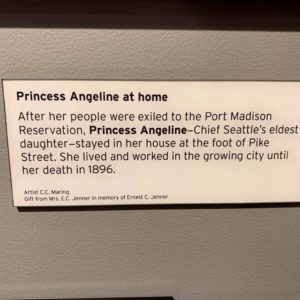 Princess Angeline at home
After her people were exiled to the Port Madison
Reservation, Princess Angeline—Chief Seattle's eldest
daughter—stayed in her house at the foot of Pike
Street. She lived and worked in the growing city until
her death in 1896.
Artist C.C. Maring
Gift from Mrs. E.C. Jenner in memory of Ernest C. Jenner